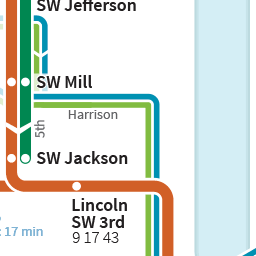 SW Jefferson
SW Mill
Harrison
5th
SW Jackson
Lincoln
SW 3rd
9 17 43
: 17 min